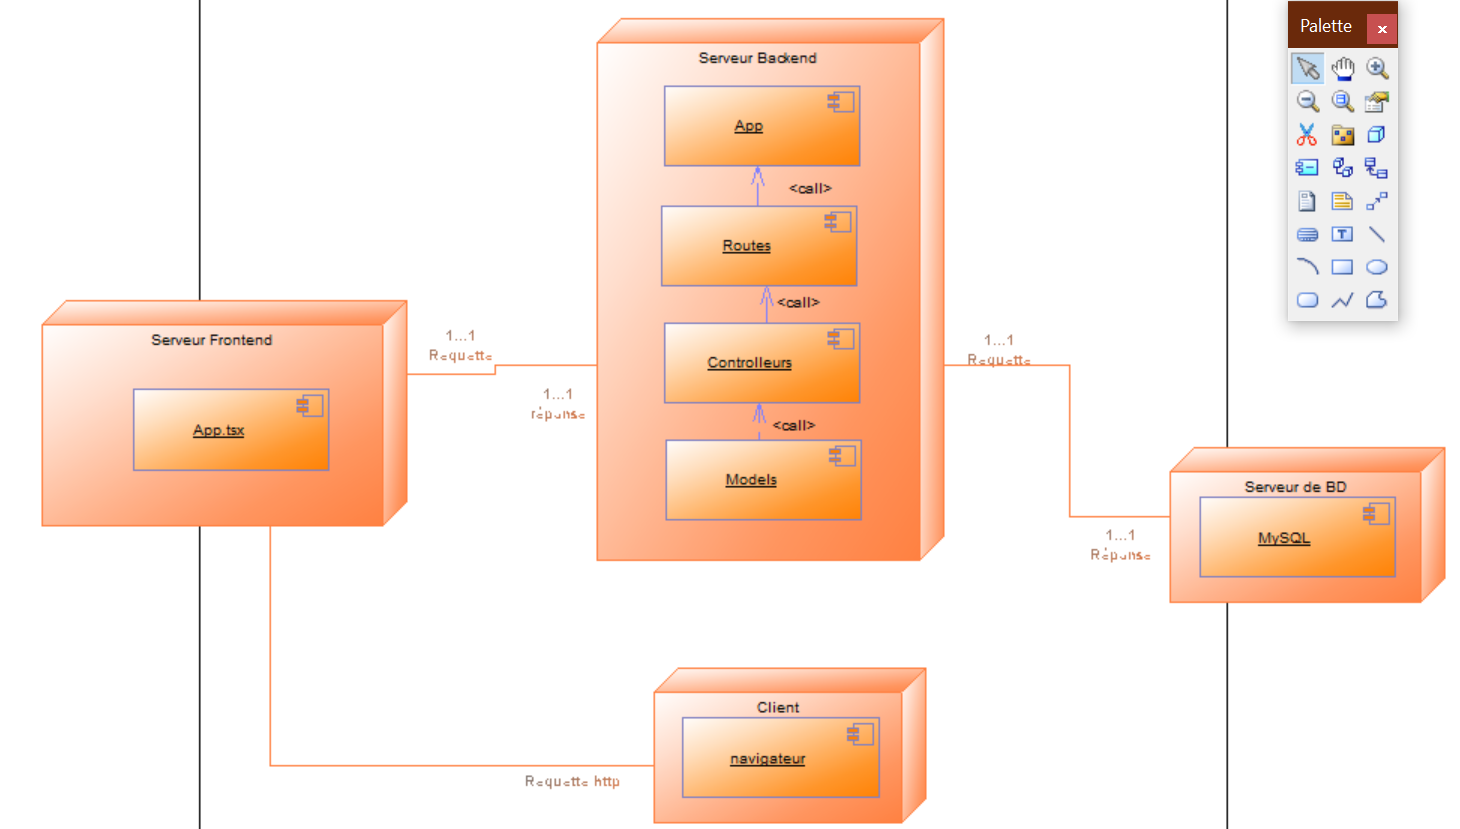 Palette
Serveur Backend
App
<call>
Routes
<call>
Controlleurs
<call>
Models
Serveur Frontend
App.tsx
1...1
Requette
1...1
réponse
1...1
Requette
Serveur de BD
MySQL
1...1
Réponse
Client
navigateur
Requette http